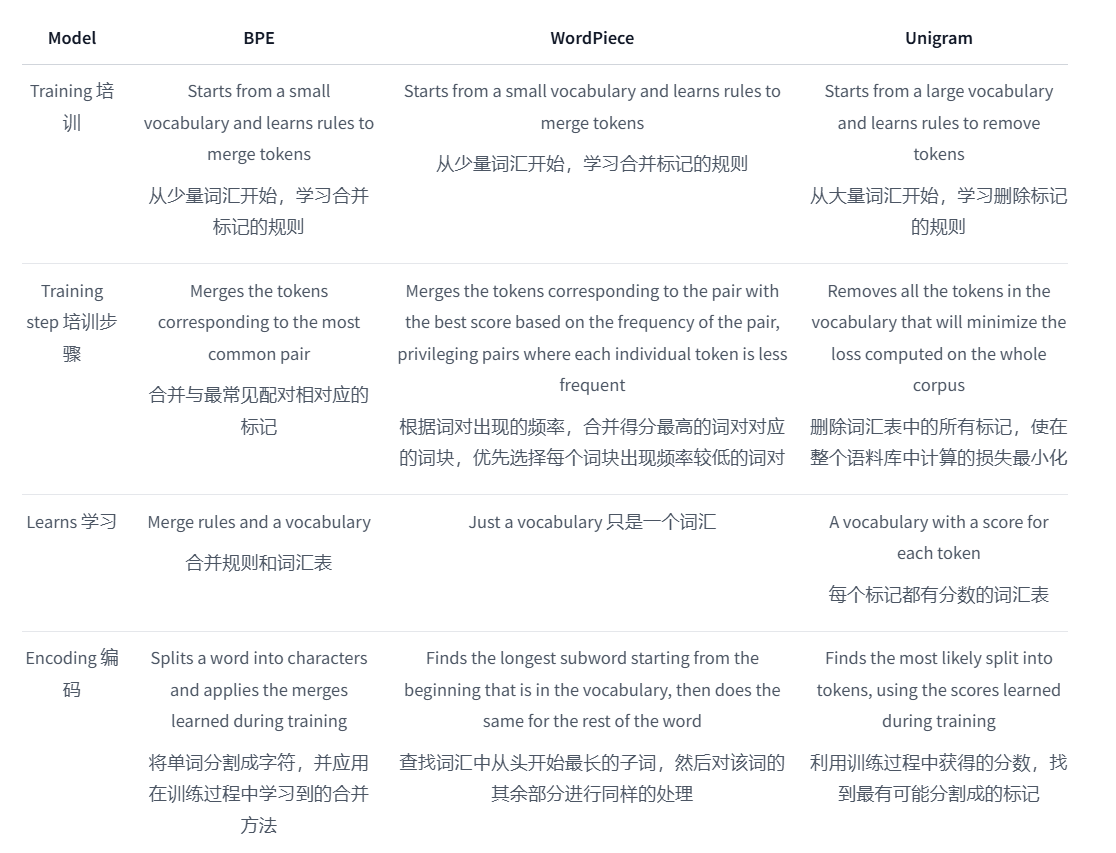 Model
BPE
WordPiece
Unigram
Training 培
训
Starts from a small
vocabulary and learns rules to
merge tokens
从少量词汇开始，学习合并
标记的规则
Starts from a small vocabulary and learns rules to
merge tokens
从少量词汇开始，学习合并标记的规则
Starts from a large vocabulary
and learns rules to remove
tokens
从大量词汇开始，学习删除标记
的规则
Training
step 培训步
骤
Merges the tokens
corresponding to the most
common pair
合并与最常见配对相对应的
标记
Merges the tokens corresponding to the pair with
the best score based on the frequency of the pair,
privileging pairs where each individual token is less
frequent
根据词对出现的频率，合并得分最高的词对对应
的词块，优先选择每个词块出现频率较低的词对
Removes all the tokens in the
vocabulary that will minimize the
loss computed on the whole
corpus
删除词汇表中的所有标记，使在
整个语料库中计算的损失最小化
Learns 学习
Merge rules and a vocabulary
合并规则和词汇表
Just a vocabulary 只是一个词汇
A vocabulary with a score for
each token
每个标记都有分数的词汇表
Encoding 编
码
Splits a word into characters
and applies the merges
learned during training
将单词分割成字符，并应用
在训练过程中学习到的合并
方法
Finds the longest subword starting from the
beginning that is in the vocabulary, then does the
same for the rest of the word
查找词汇中从头开始最长的子词，然后对该词的
其余部分进行同样的处理
Finds the most likely split into
tokens, using the scores learned
during training
利用训练过程中获得的分数，找
到最有可能分割成的标记